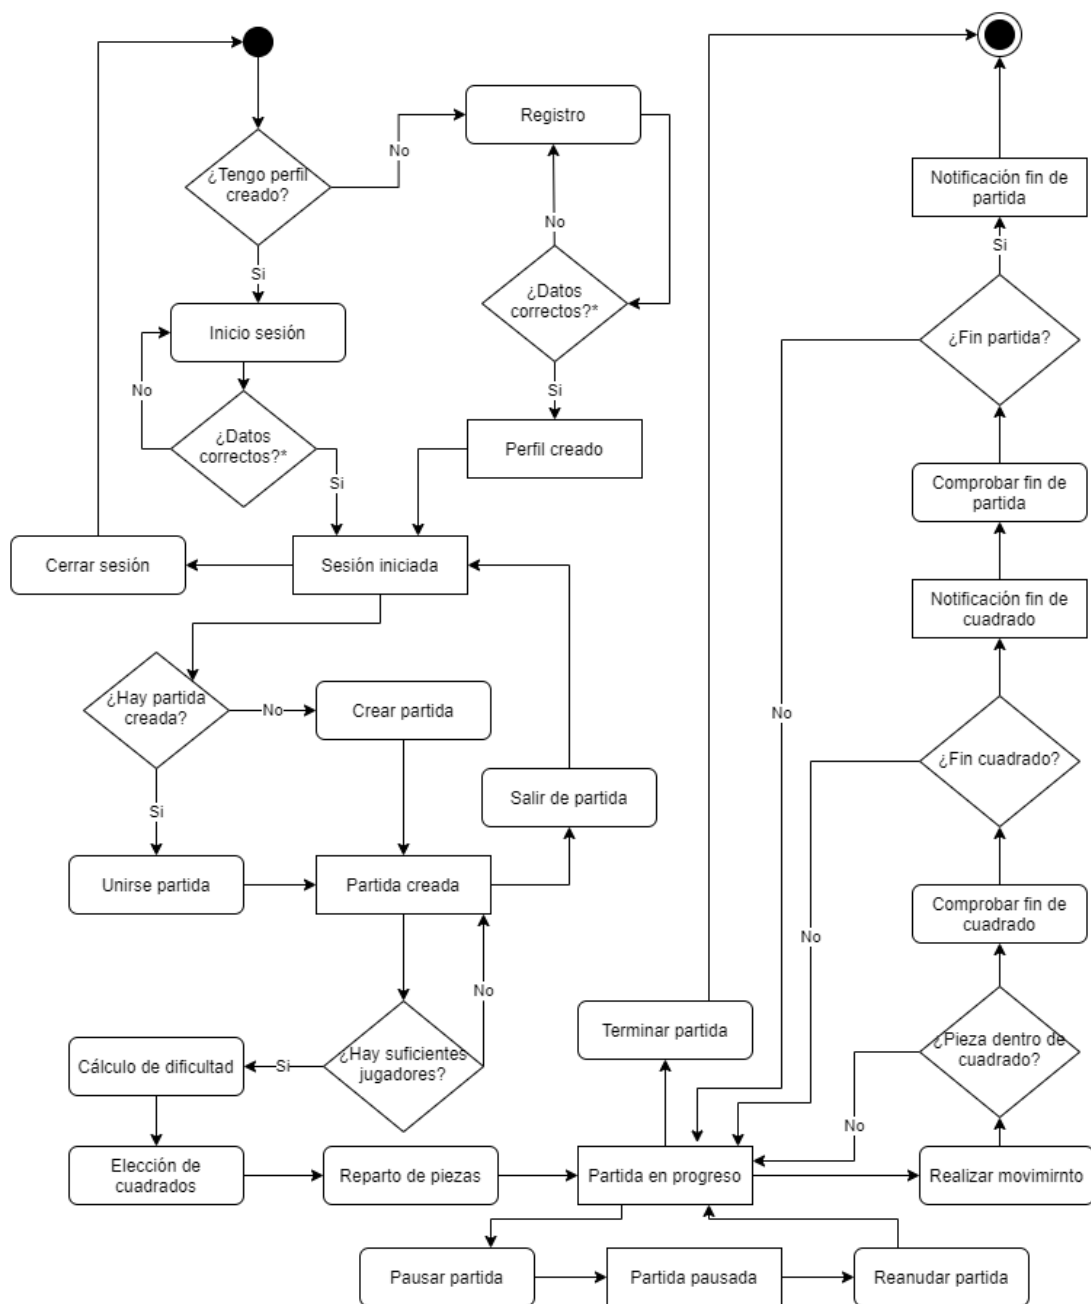 Registro
No
¿Tengo perfil
creado?
Notificación fin de
partida
No
Si
Si
¿Datos
correctos?*
Inicio sesión
¿Fin partida?
No
Si
¿Datos
correctos?*
Perfil creado
Si
Comprobar fin de
partida
Cerrar sesión
Sesión iniciada
Notificación fin de
cuadrado
¿Hay partida
creada?
No
Crear partida
No
¿Fin cuadrado?
Salir de partida
Si
Unirse partida
Partida creada
Comprobar fin de
cuadrado
No
No
Terminar partida
¿Pieza dentro de
cuadrado?
¿Hay suficientes
jugadores?
Si
Cálculo de dificultad
No
Elección de
cuadrados
Reparto de piezas
Partida en progreso
Realizar movimirnto
Pausar partida
Partida pausada
Reanudar partida